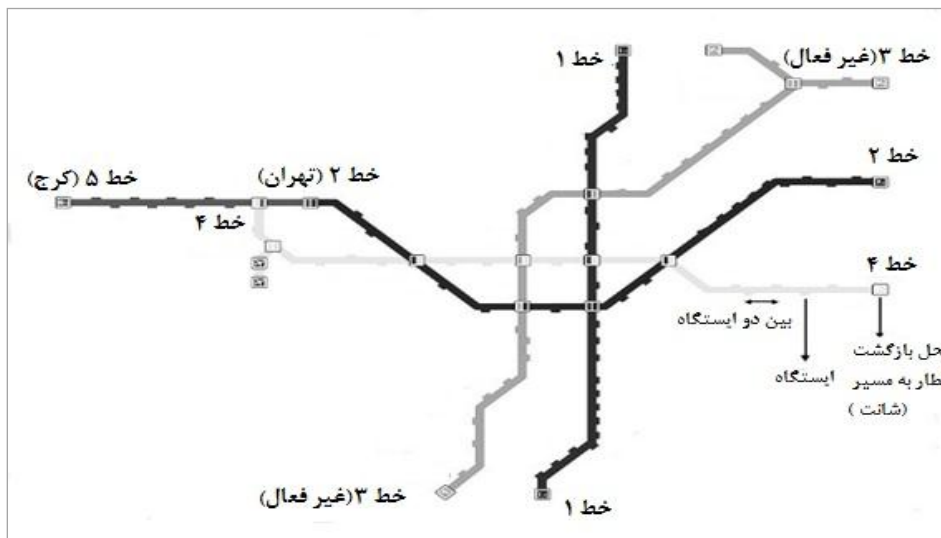 خط ۱
خط ۳(غیر فعال)
خط ۲
خط ۲ (تهران)
خط ۵ (کرج)
خط ۴
خط ۴
بین دو ایستگاه
ایستگاه
حل بازگشت
طار به مسیر
(شانت )
خط ۳(غیر فعال)
خط ۱